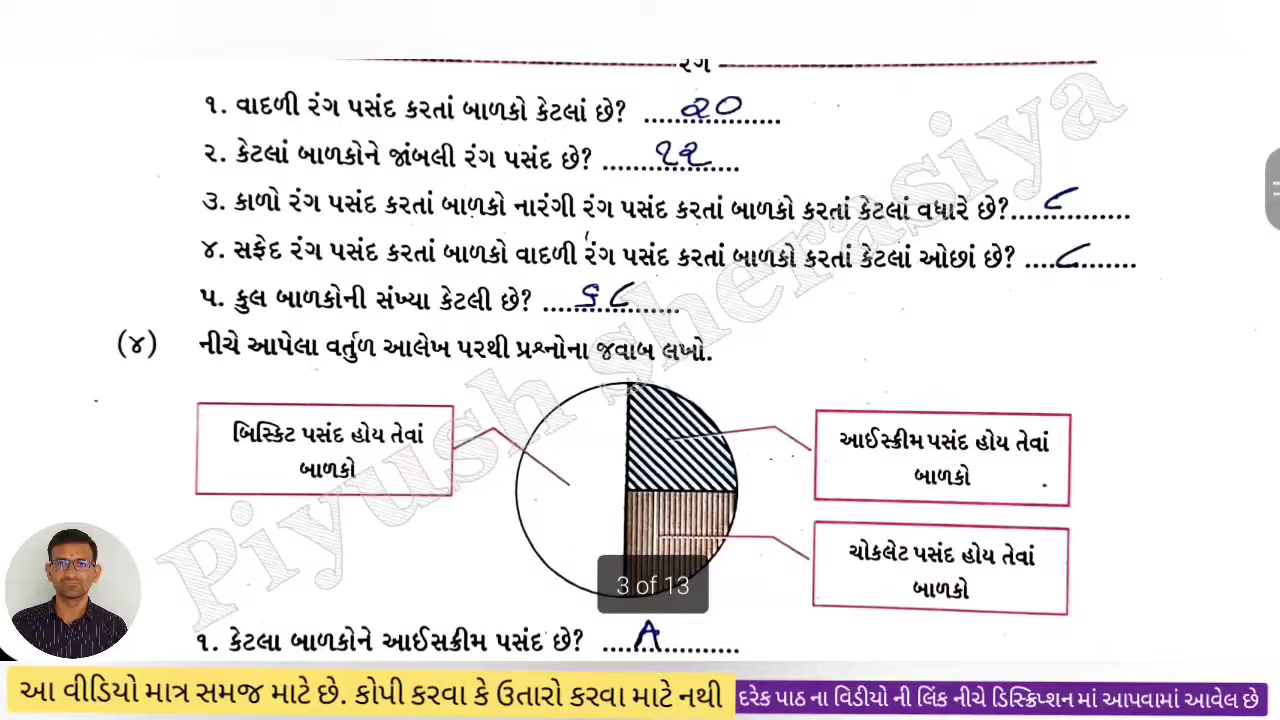 રંગ
૧. વાદળી રંગ પસંદ કરતાં બાળકો કેટલાં છે? ....૨૦....
૨. કેટલાં બાળકોને જાંબલી રંગ પસંદ છે? ....૧૨....
૩. કાળો રંગ પસંદ કરતાં બાળકો નારંગી રંગ પસંદ કરતાં બાળકો કરતાં કેટલાં વધારે છે?....૮....
૪. સફેદ રંગ પસંદ કરતાં બાળકો વાદળી રંગ પસંદ કરતાં બાળકો કરતાં કેટલાં ઓછાં છે? ....૮....
૫. કુલ બાળકોની સંખ્યા કેટલી છે? ....૬૮....
(૪) નીચે આપેલા વર્તુળ આલેખ પરથી પ્રશ્નોના જવાબ લખો.
બિસ્કિટ પસંદ હોય તેવાં
બાળકો
આઈસ્ક્રીમ પસંદ હોય તેવાં
બાળકો
ચોકલેટ પસંદ હોય તેવાં
બાળકો
3 of 13
૧. કેટલા બાળકોને આઈસક્રીમ પસંદ છે? ....A....
Piyush sherasiya
આ વીડિયો માત્ર સમજ માટે છે. કોપી કરવા કે ઉતારો કરવા માટે નથી
દરેક પાઠ ના વિડીયો ની લિંક નીચે ડિસ્ક્રિપ્શન માં આપવામાં આવેલ છે